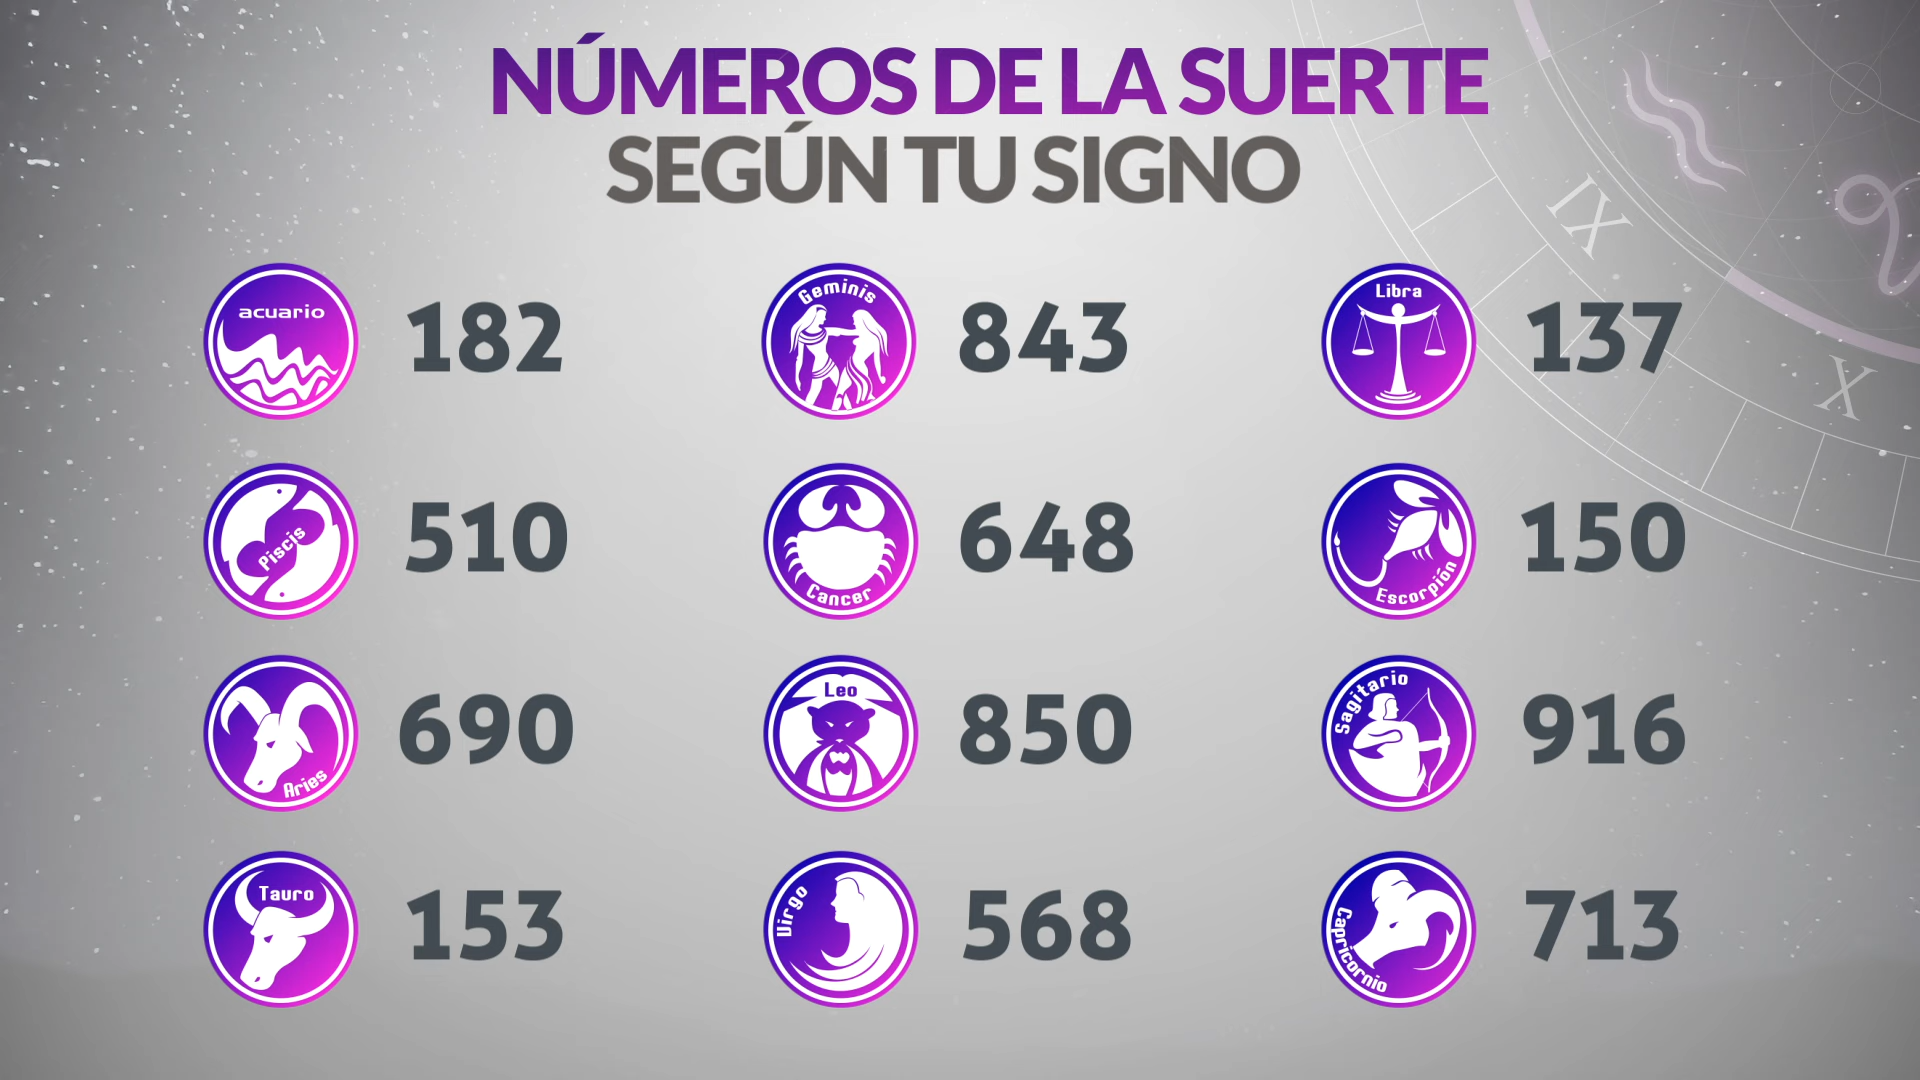 NÚMEROS DE LA SUERTE
SEGÚN TU SIGNO
acuario
182
Geminis
843
Libra
137
Piscis
510
Cancer
648
Escorpión
150
Aries
690
Leo
850
Sagitario
916
Tauro
153
Virgo
568
Capricornio
713
IX
X